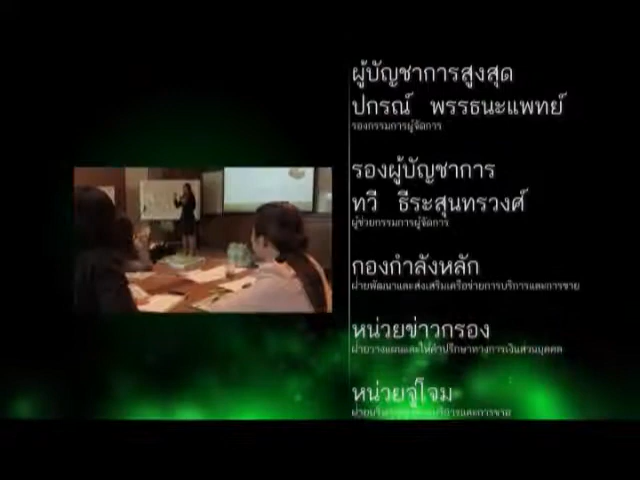 ผู้บัญชาการสูงสุด
ปกรณ์ พรรธนะแพทย์
รองกรรมการผู้จัดการ
รองผู้บัญชาการ
ทวี ธีระสุนทรวงศ์
ผู้ช่วยกรรมการผู้จัดการ
กองกำลังหลัก
ฝ่ายพัฒนาและส่งเสริมเครือข่ายการบริการและการขาย
หน่วยข่าวกรอง
ฝ่ายวางแผนและให้คำปรึกษาทางการเงินส่วนบุคคล
หน่วยจู่โจม